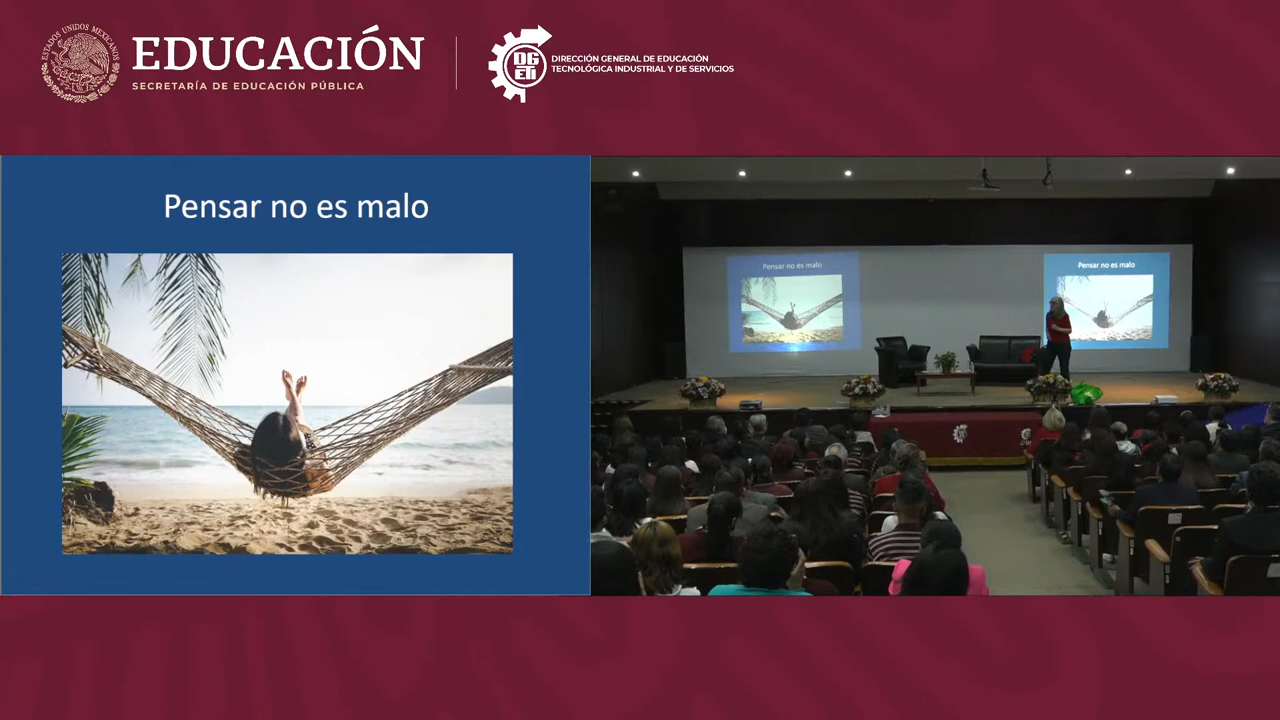 ESTADOS UNIDOS MEXICANOS
EDUCACIÓN
SECRETARÍA DE EDUCACIÓN PÚBLICA
DGETI
DIRECCIÓN GENERAL DE EDUCACIÓN
TECNOLÓGICA INDUSTRIAL Y DE SERVICIOS
Pensar no es malo
Pensar no es malo
Pensar no es malo